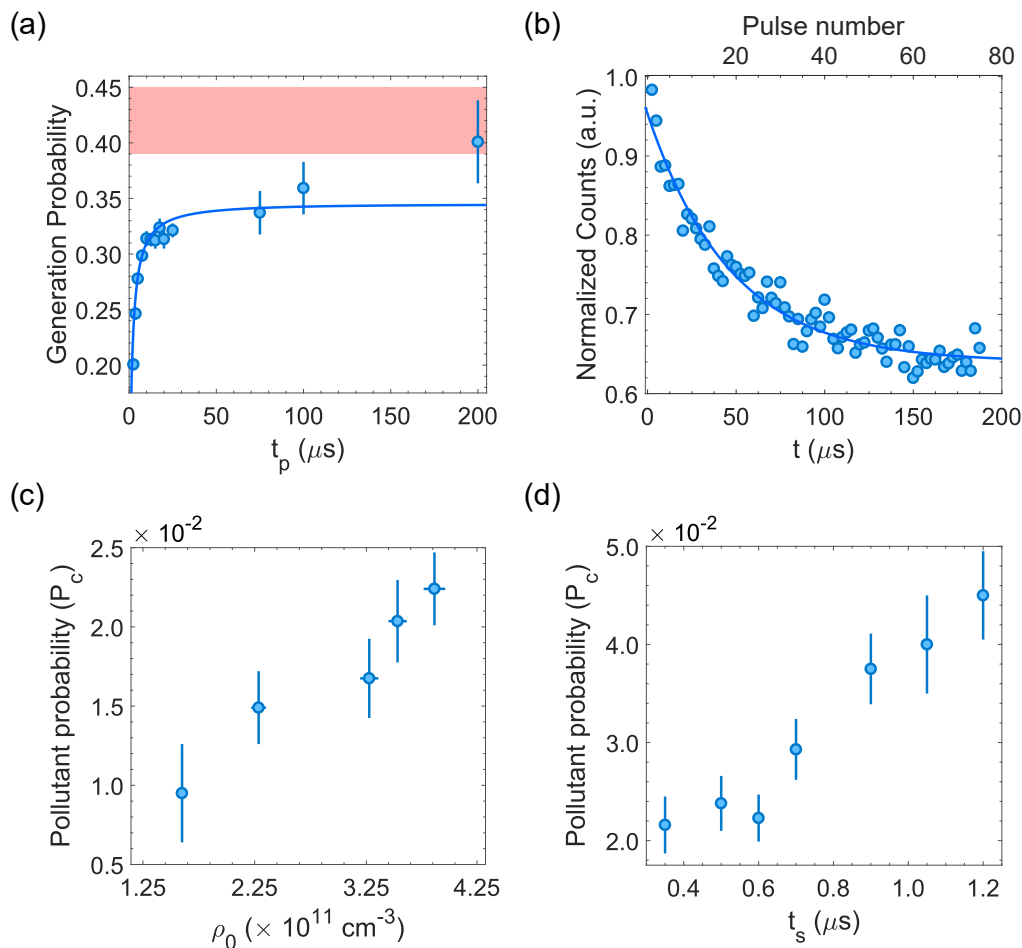 (a)
Generation Probability
0.45
0.40
0.35
0.30
0.25
0.20
0 50 100 150 200
t_p (μs)
(b)
Pulse number
20 40 60 80
Normalized Counts (a.u.)
1.0
0.9
0.8
0.7
0.6
0 50 100 150 200
t (μs)
(c)
× 10⁻²
Pollutant probability (P_c)
2.5
2.0
1.5
1.0
0.5
1.25 2.25 3.25 4.25
ρ₀ (× 10¹¹ cm⁻³)
(d)
× 10⁻²
Pollutant probability (P_c)
5.0
4.0
3.0
2.0
0.4 0.6 0.8 1.0 1.2
t_s (μs)